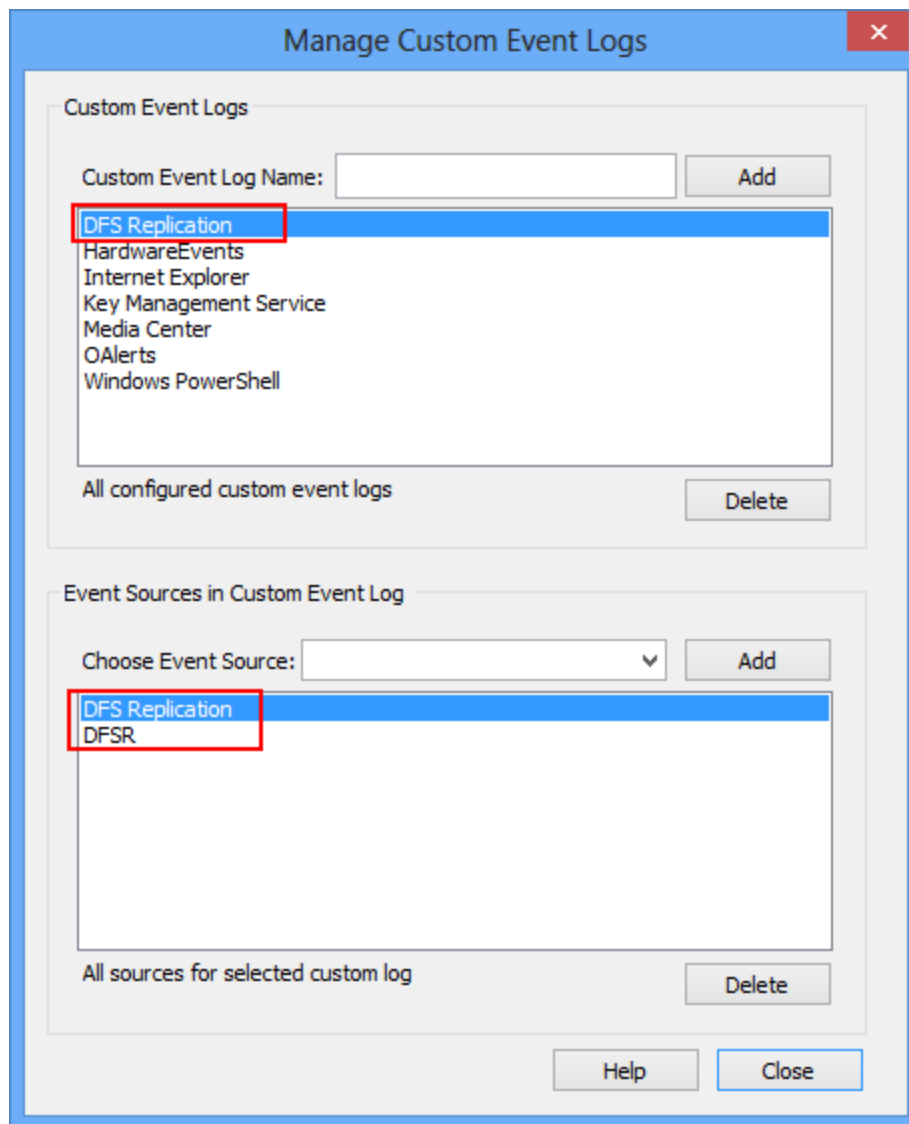 Manage Custom Event Logs
Custom Event Logs
Custom Event Log Name:
Add
DFS Replication
HardwareEvents
Internet Explorer
Key Management Service
Media Center
OAlerts
Windows PowerShell
All configured custom event logs
Delete
Event Sources in Custom Event Log
Choose Event Source:
Add
DFS Replication
DFSR
All sources for selected custom log
Delete
Help
Close